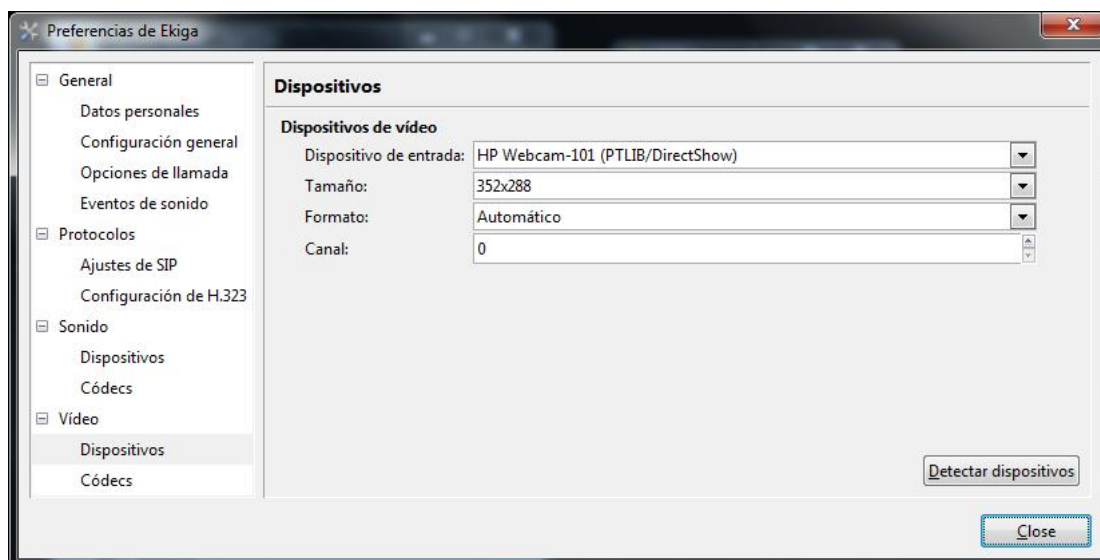 Preferencias de Ekiga
General
Datos personales
Configuración general
Opciones de llamada
Eventos de sonido
Protocolos
Ajustes de SIP
Configuración de H.323
Sonido
Dispositivos
Códecs
Vídeo
Dispositivos
Códecs
Dispositivos
Dispositivos de vídeo
Dispositivo de entrada: HP Webcam-101 (PTLIB/DirectShow)
Tamaño: 352x288
Formato: Automático
Canal: 0
Detectar dispositivos
Close